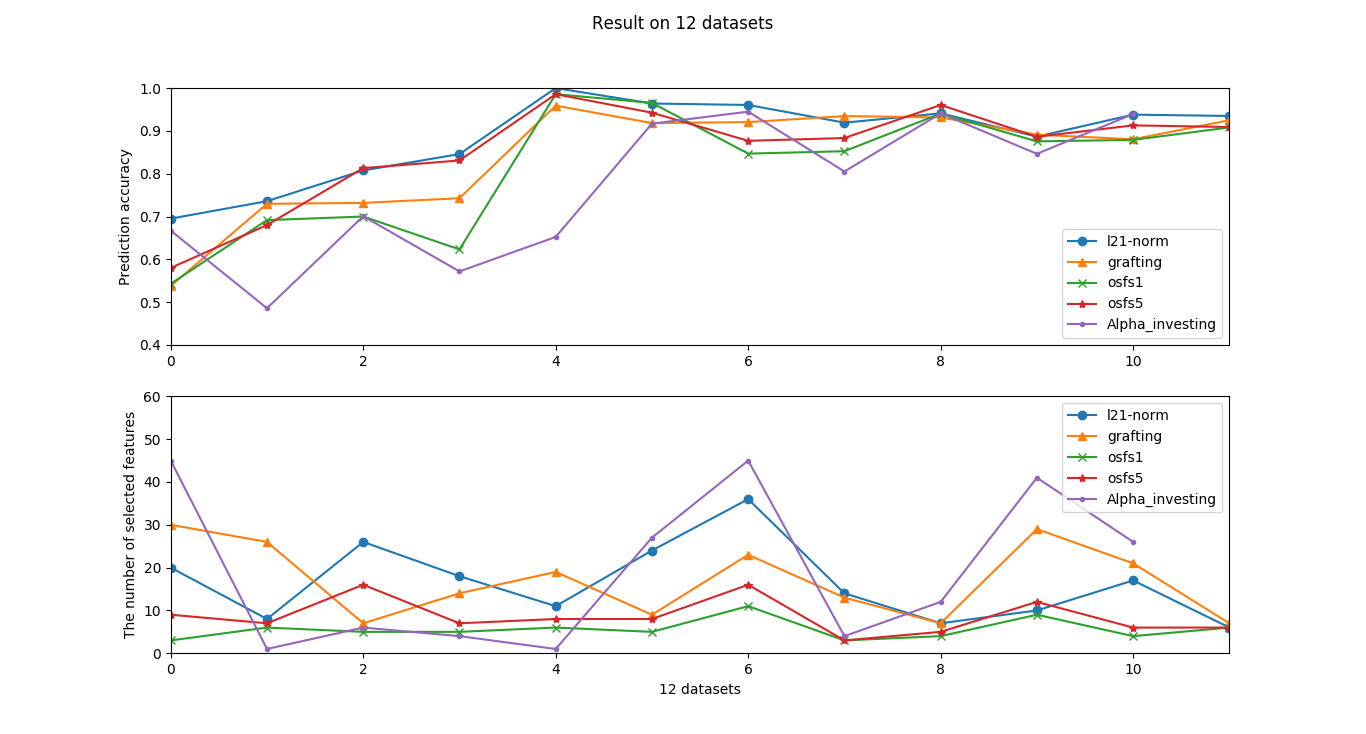 Result on 12 datasets
Prediction accuracy
1.0
0.9
0.8
0.7
0.6
0.5
0.4
0 2 4 6 8 10
l21-norm
grafting
osfs1
osfs5
Alpha_investing
The number of selected features
60
50
40
30
20
10
0
0 2 4 6 8 10
l21-norm
grafting
osfs1
osfs5
Alpha_investing
12 datasets